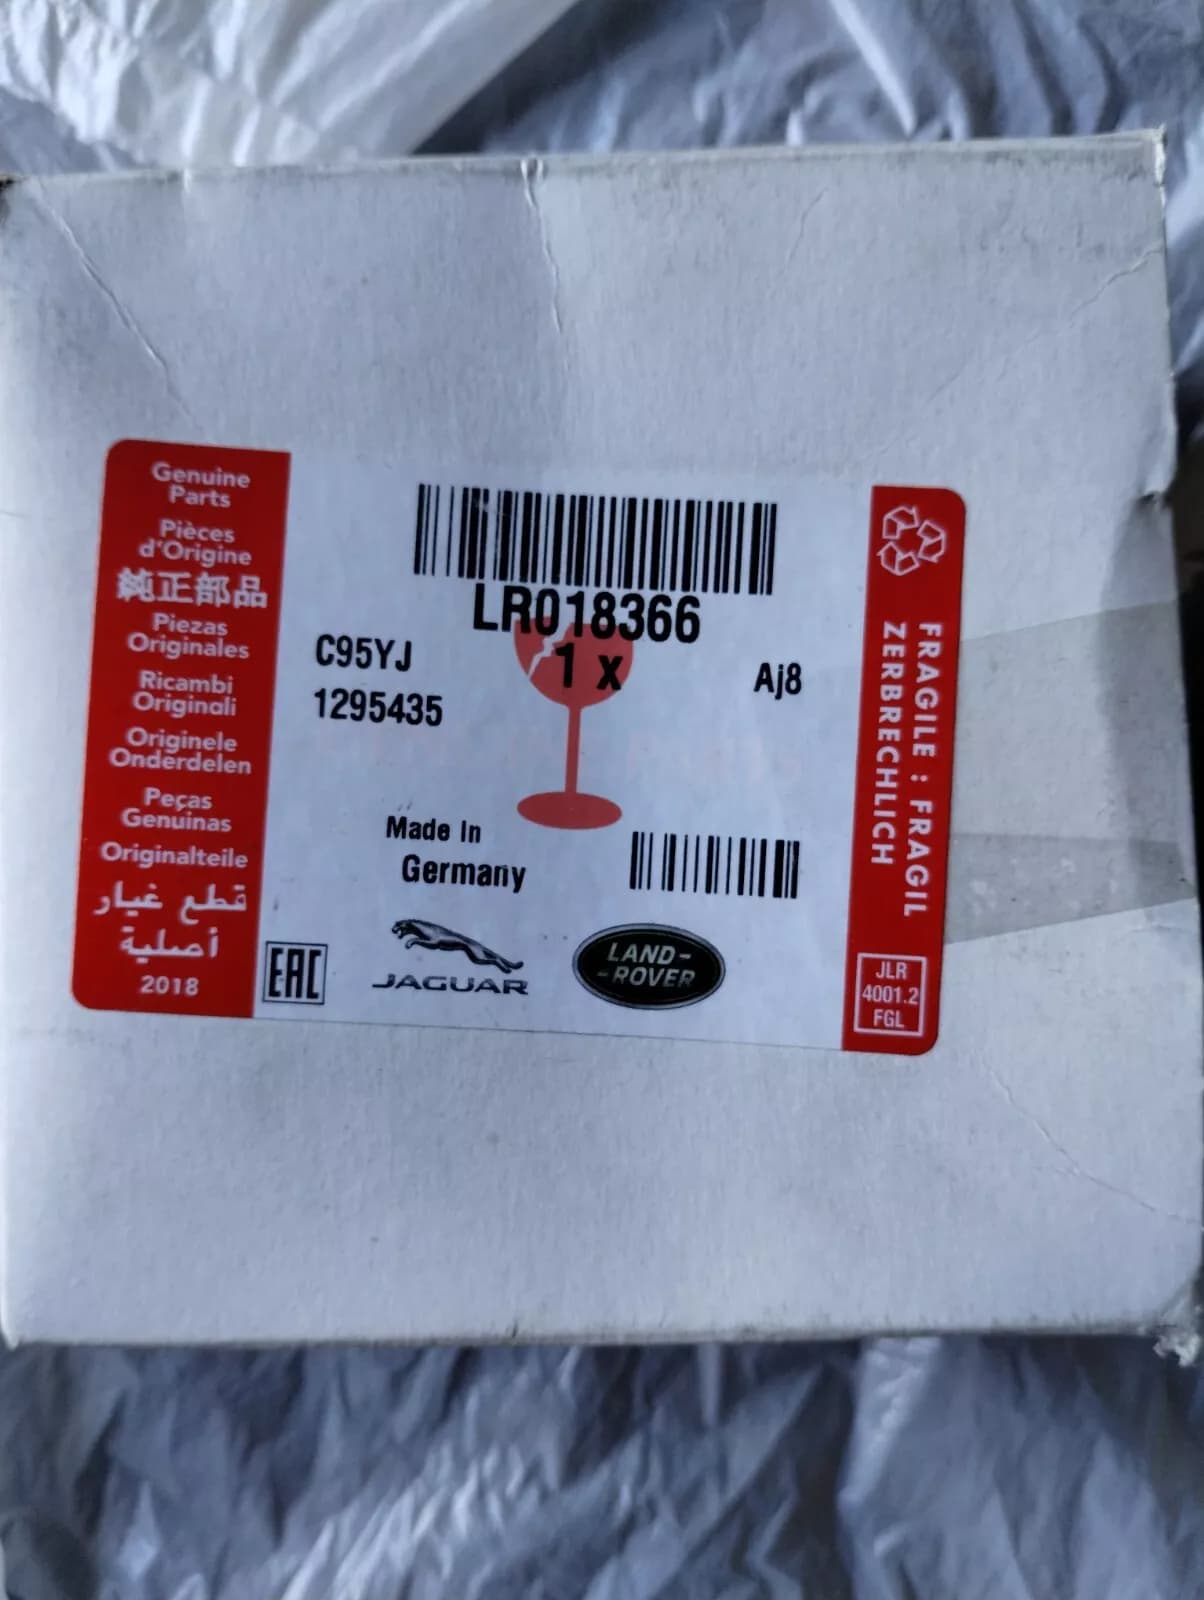 Genuine
Parts
Pièces
d'Origine
純正部品
Piezas
Originales
Ricambi
Originali
Originele
Onderdelen
Peças
Genuinas
Originalteile
قطع غيار
أصلية
2018
LR018366
C95YJ
1 x
Aj8
1295435
Made In
Germany
EAC
JAGUAR
LAND-
-ROVER
FRAGILE : FRAGIL
ZERBRECHLICH
JLR
4001.2
FGL